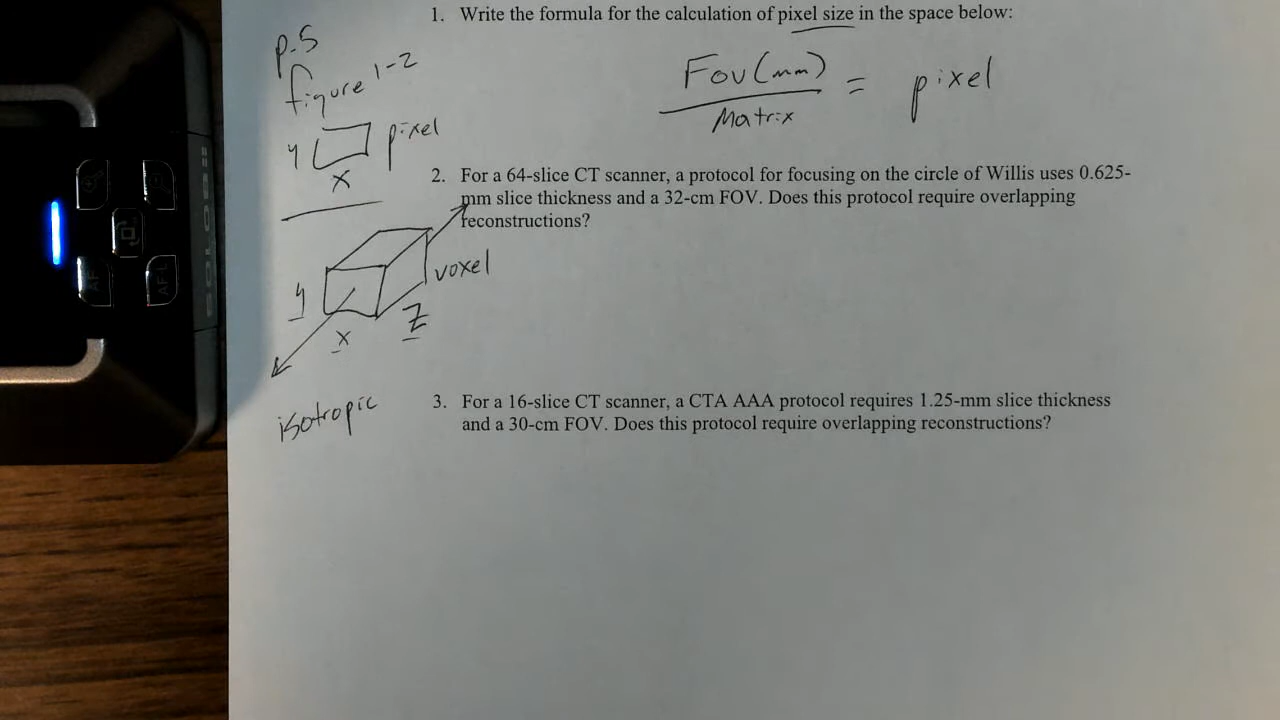 1. Write the formula for the calculation of pixel size in the space below:
p.5
figure 1-2
FOV (mm)
Matrix
= pixel
y pixel
x
2. For a 64-slice CT scanner, a protocol for focusing on the circle of Willis uses 0.625-
mm slice thickness and a 32-cm FOV. Does this protocol require overlapping
reconstructions?
voxel
y
x
z
isotropic
3. For a 16-slice CT scanner, a CTA AAA protocol requires 1.25-mm slice thickness
and a 30-cm FOV. Does this protocol require overlapping reconstructions?
AF
AEL